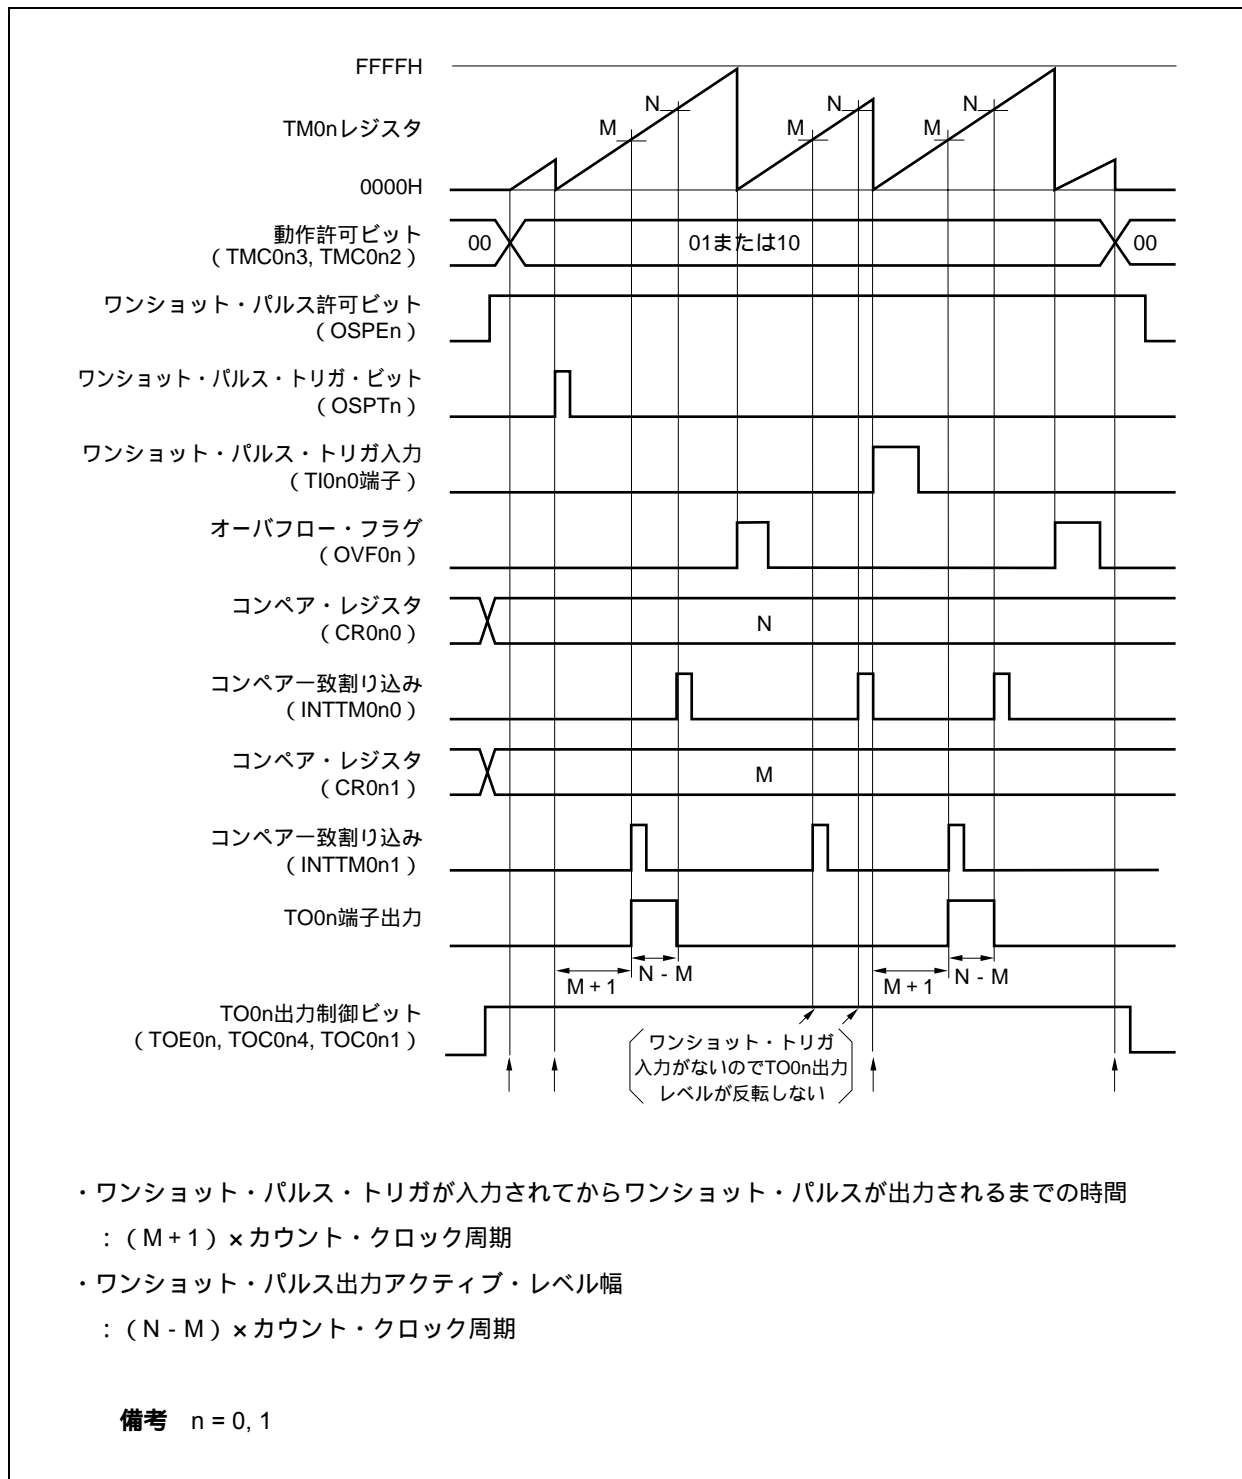 FFFFH
N
N
N
TM0nレジスタ
M
M
M
0000H
動作許可ビット
（TMC0n3, TMC0n2）
00
01または10
00
ワンショット・パルス許可ビット
（OSPEn）
ワンショット・パルス・トリガ・ビット
（OSPTn）
ワンショット・パルス・トリガ入力
（TI0n0端子）
オーバフロー・フラグ
（OVF0n）
コンペア・レジスタ
（CR0n0）
N
コンペア一致割り込み
（INTTM0n0）
コンペア・レジスタ
（CR0n1）
M
コンペア一致割り込み
（INTTM0n1）
TO0n端子出力
M + 1
N - M
M + 1
N - M
TO0n出力制御ビット
（TOE0n, TOC0n4, TOC0n1）
ワンショット・トリガ
入力がないのでTO0n出力
レベルが反転しない
・ワンショット・パルス・トリガが入力されてからワンショット・パルスが出力されるまでの時間
：（M + 1）×カウント・クロック周期
・ワンショット・パルス出力アクティブ・レベル幅
：（N - M）×カウント・クロック周期
備考 n = 0, 1